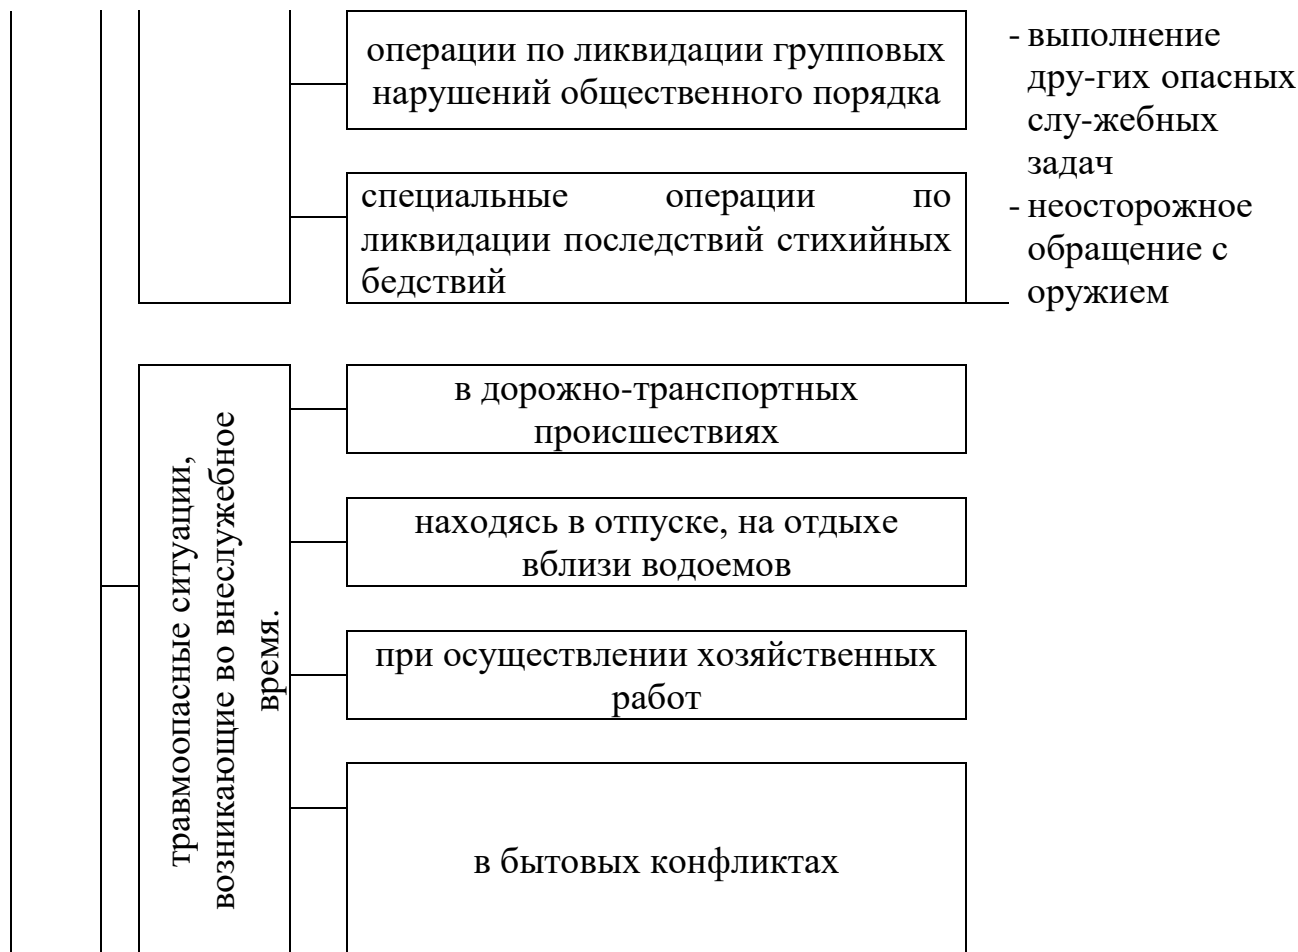 операции по ликвидации групповых
нарушений общественного порядка
специальные операции по
ликвидации последствий стихийных
бедствий
- выполнение
дру-гих опасных
слу-жебных
задач
- неосторожное
обращение с
оружием
травмоопасные ситуации,
возникающие во внеслужебное
время.
в дорожно-транспортных
происшествиях
находясь в отпуске, на отдыхе
вблизи водоемов
при осуществлении хозяйственных
работ
в бытовых конфликтах